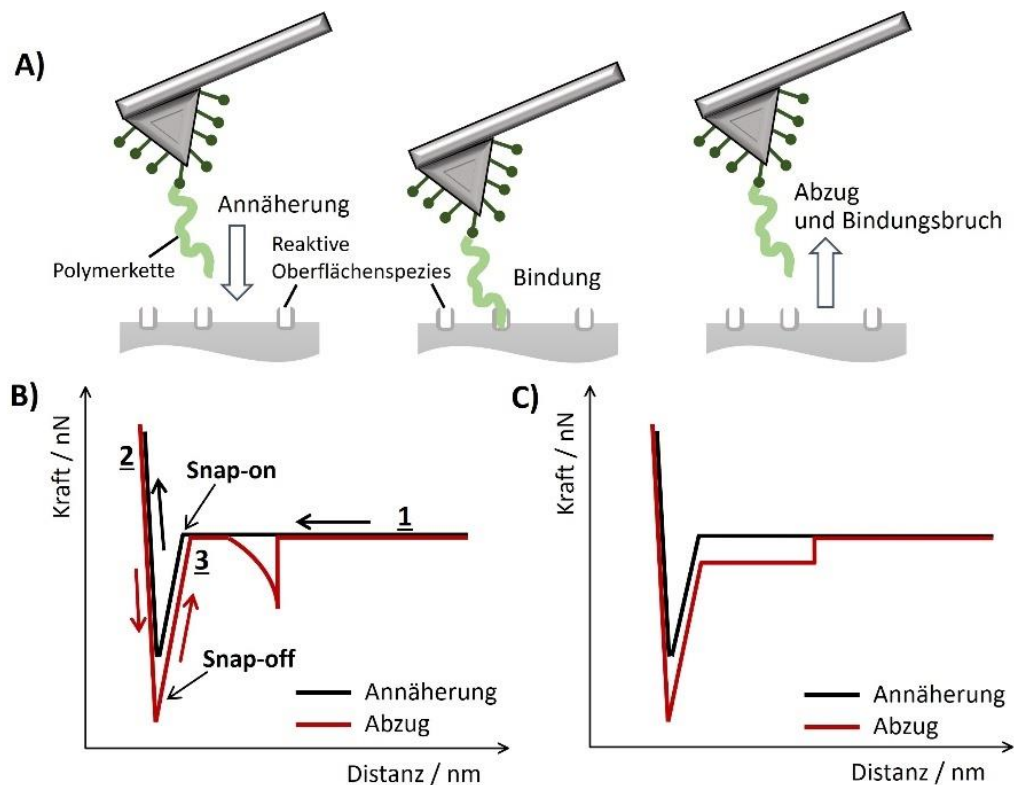 A)
Annäherung
Polymerkette
Reaktive
Oberflächenspezies
Bindung
Abzug
und Bindungsbruch
B)
Kraft / nN
2
Snap-on
1
3
Snap-off
Annäherung
Abzug
Distanz / nm
C)
Kraft / nN
Annäherung
Abzug
Distanz / nm